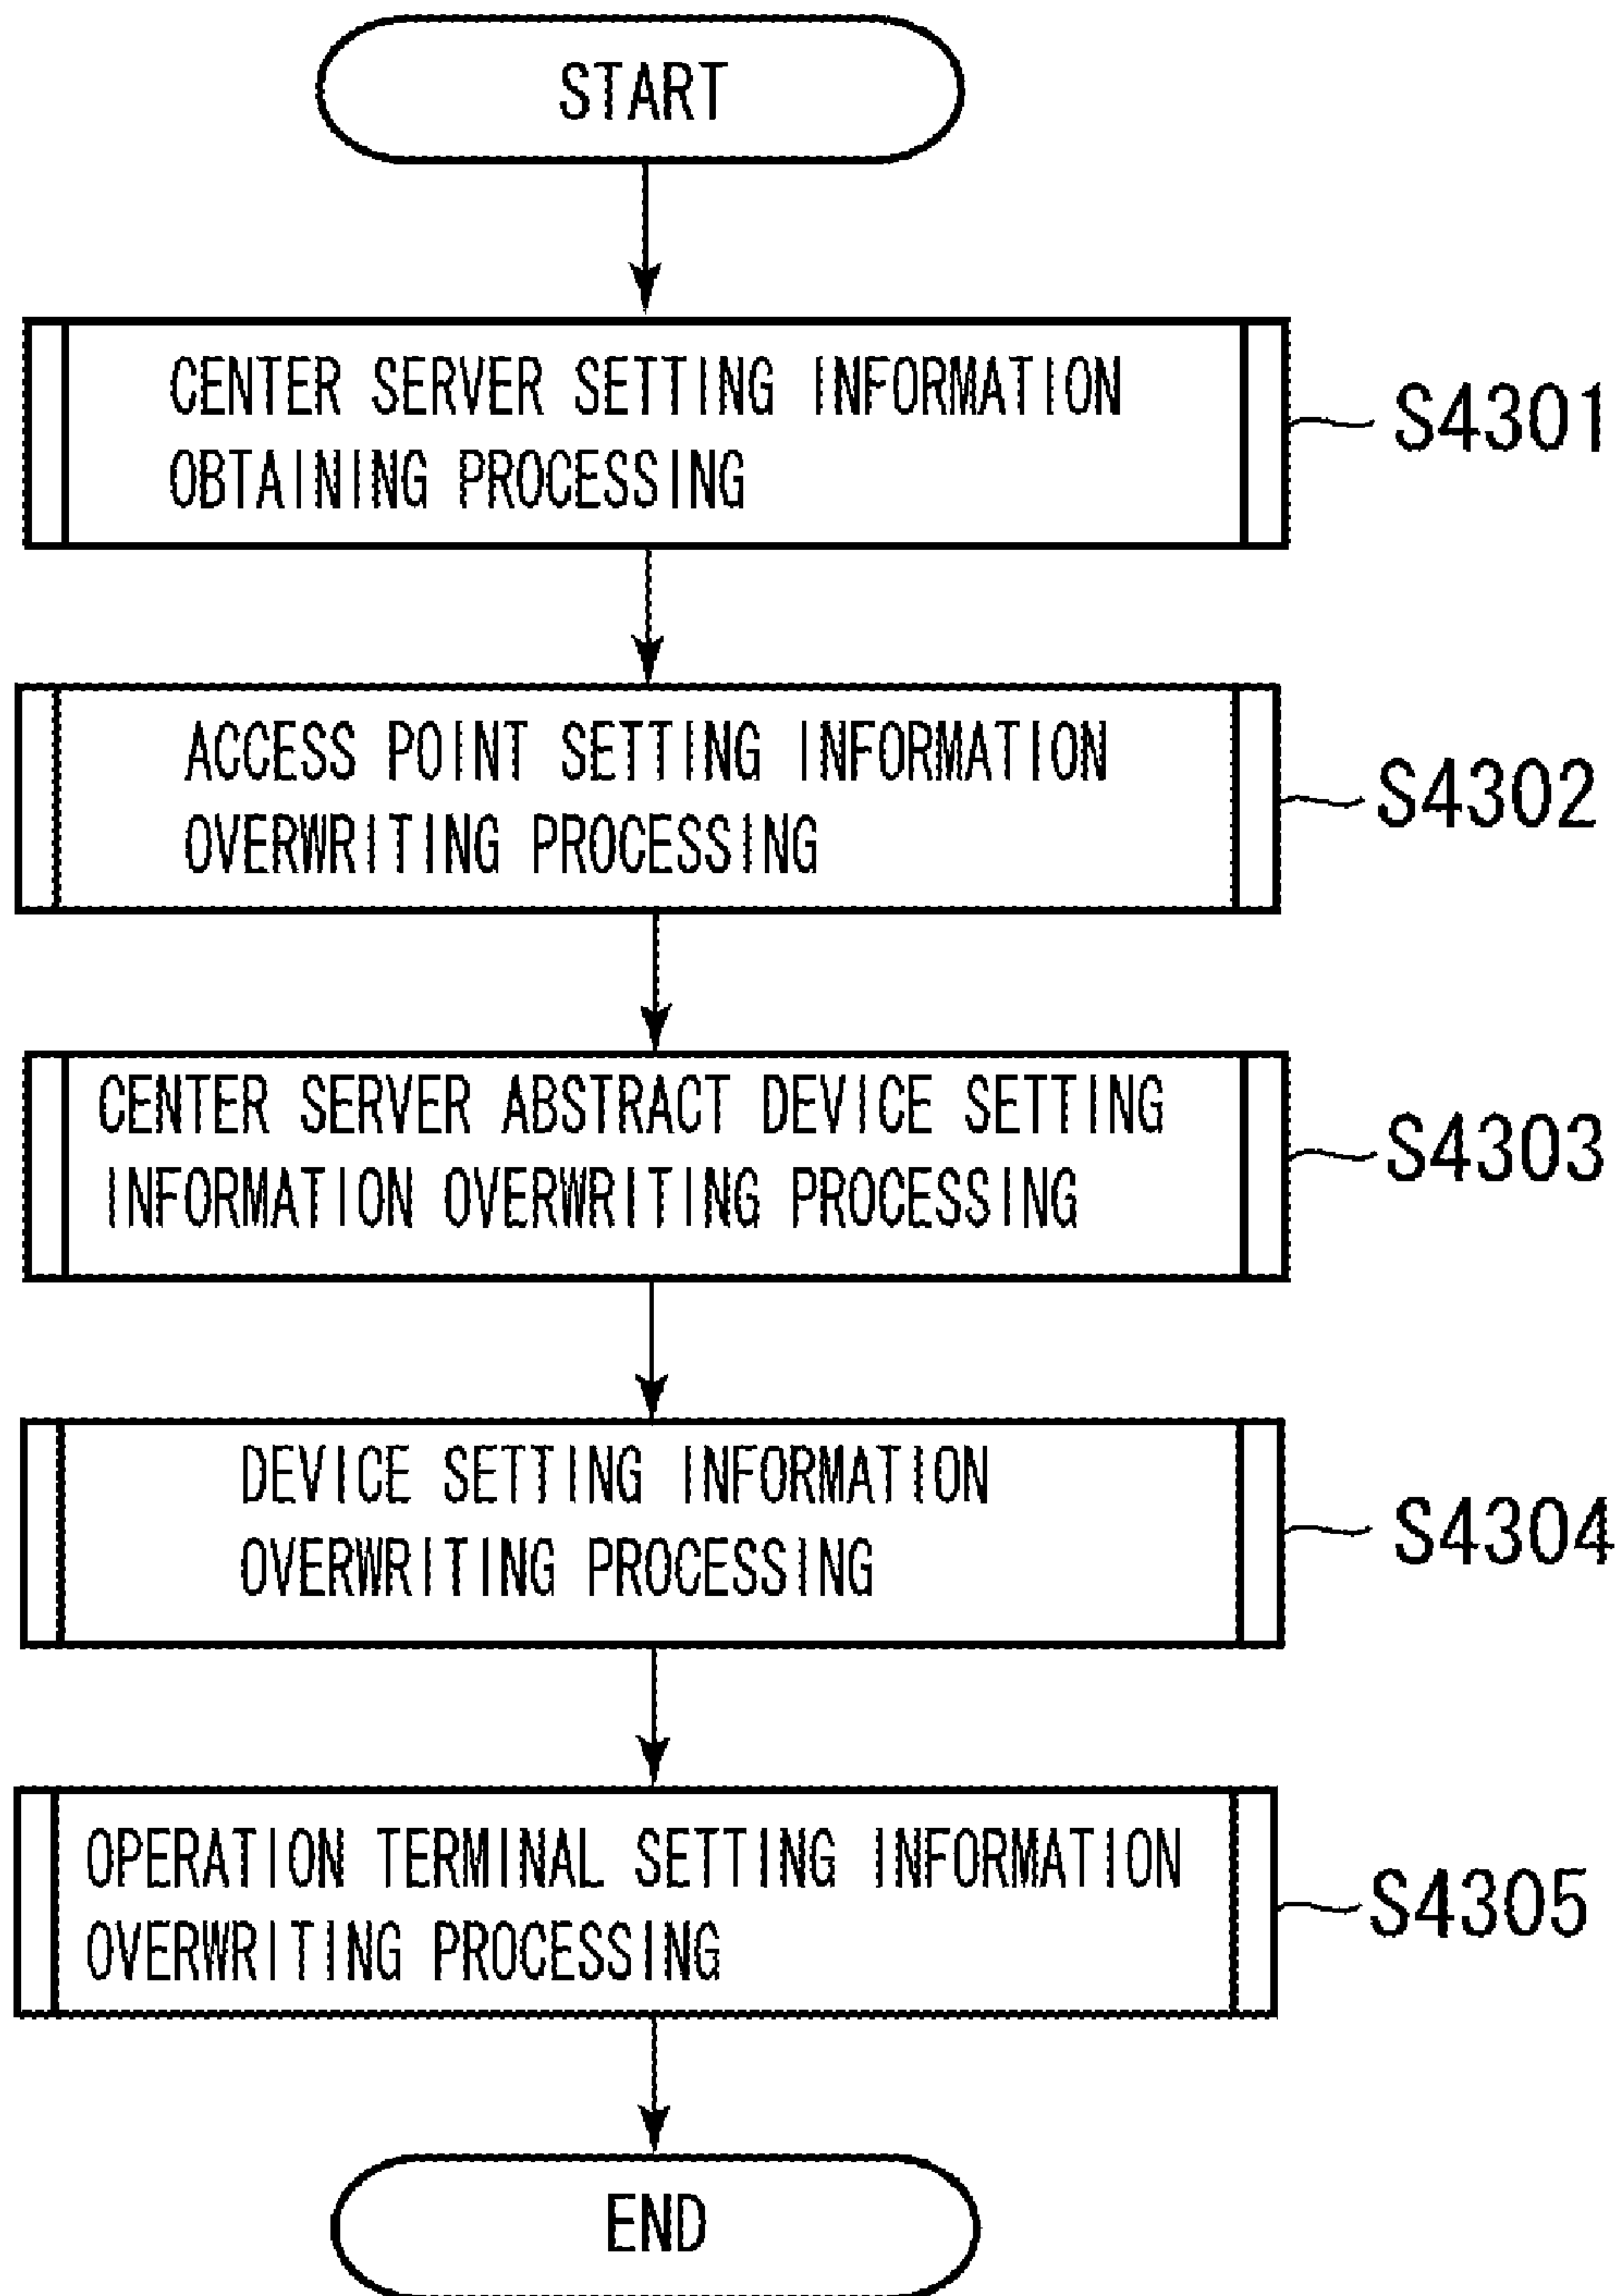 START
CENTER SERVER SETTING INFORMATION
OBTAINING PROCESSING
S4301
ACCESS POINT SETTING INFORMATION
OVERWRITING PROCESSING
S4302
CENTER SERVER ABSTRACT DEVICE SETTING
INFORMATION OVERWRITING PROCESSING
S4303
DEVICE SETTING INFORMATION
OVERWRITING PROCESSING
S4304
OPERATION TERMINAL SETTING INFORMATION
OVERWRITING PROCESSING
S4305
END